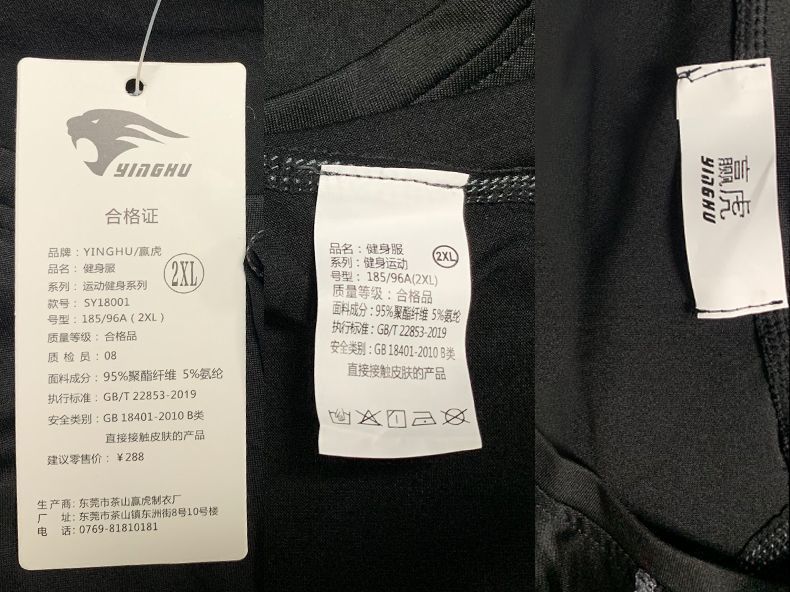 YINGHU
合格证
品牌：YINGHU/赢虎
品名：健身服
系列：运动健身系列
2XL
款号：SY18001
号型：185/96A（2XL）
质量等级：合格品
质检员：08
面料成分：95%聚酯纤维 5%氨纶
执行标准：GB/T 22853-2019
安全类别：GB 18401-2010 B类
直接接触皮肤的产品
建议零售价：￥288
生产商：东莞市茶山赢虎制衣厂
厂 址：东莞市茶山镇东洲街8号10号楼
电 话：0769-81810181
品名：健身服
系列：健身运动
2XL
号型：185/96A(2XL)
质量等级：合格品
面料成分：95%聚酯纤维 5%氨纶
执行标准：GB/T 22853-2019
安全类别：GB 18401-2010 B类
直接接触皮肤的产品
赢虎
YINGHU